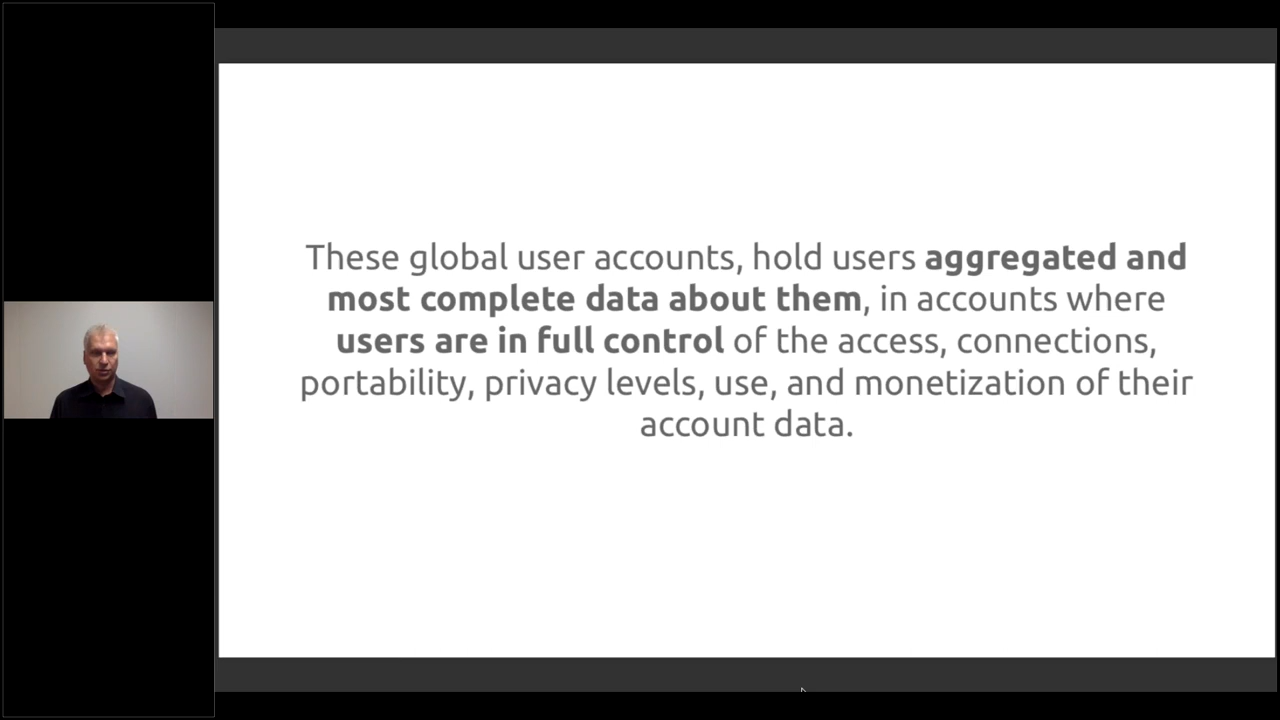 These global user accounts, hold users aggregated and
most complete data about them, in accounts where
users are in full control of the access, connections,
portability, privacy levels, use, and monetization of their
account data.